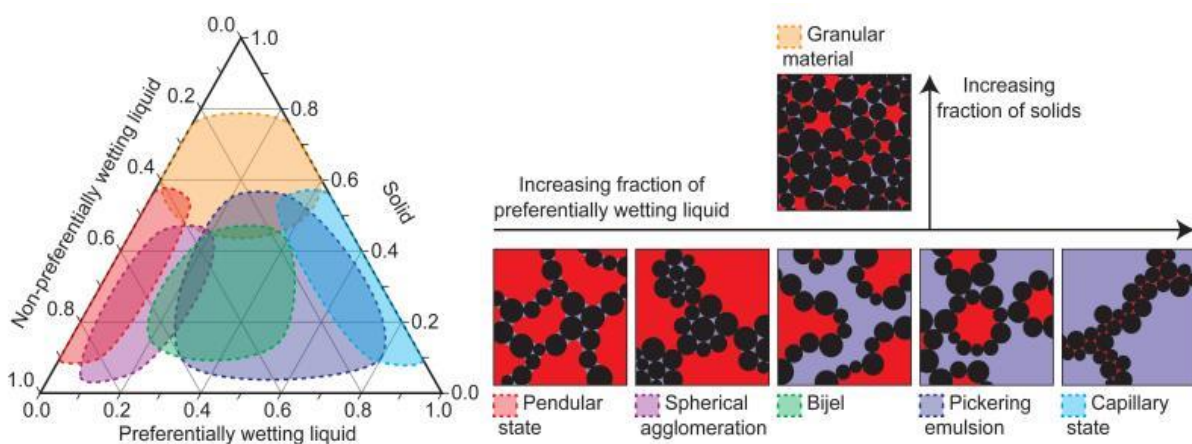 0.0
1.0
0.2
0.8
0.4
0.6
0.6
0.4
0.8
0.2
1.0
0.0
0.0
0.2
0.4
0.6
0.8
1.0
Non-preferentially wetting liquid
Solid
Preferentially wetting liquid
Granular
material
Increasing
fraction of solids
Increasing fraction of
preferentially wetting liquid
Pendular
state
Spherical
agglomeration
Bijel
Pickering
emulsion
Capillary
state